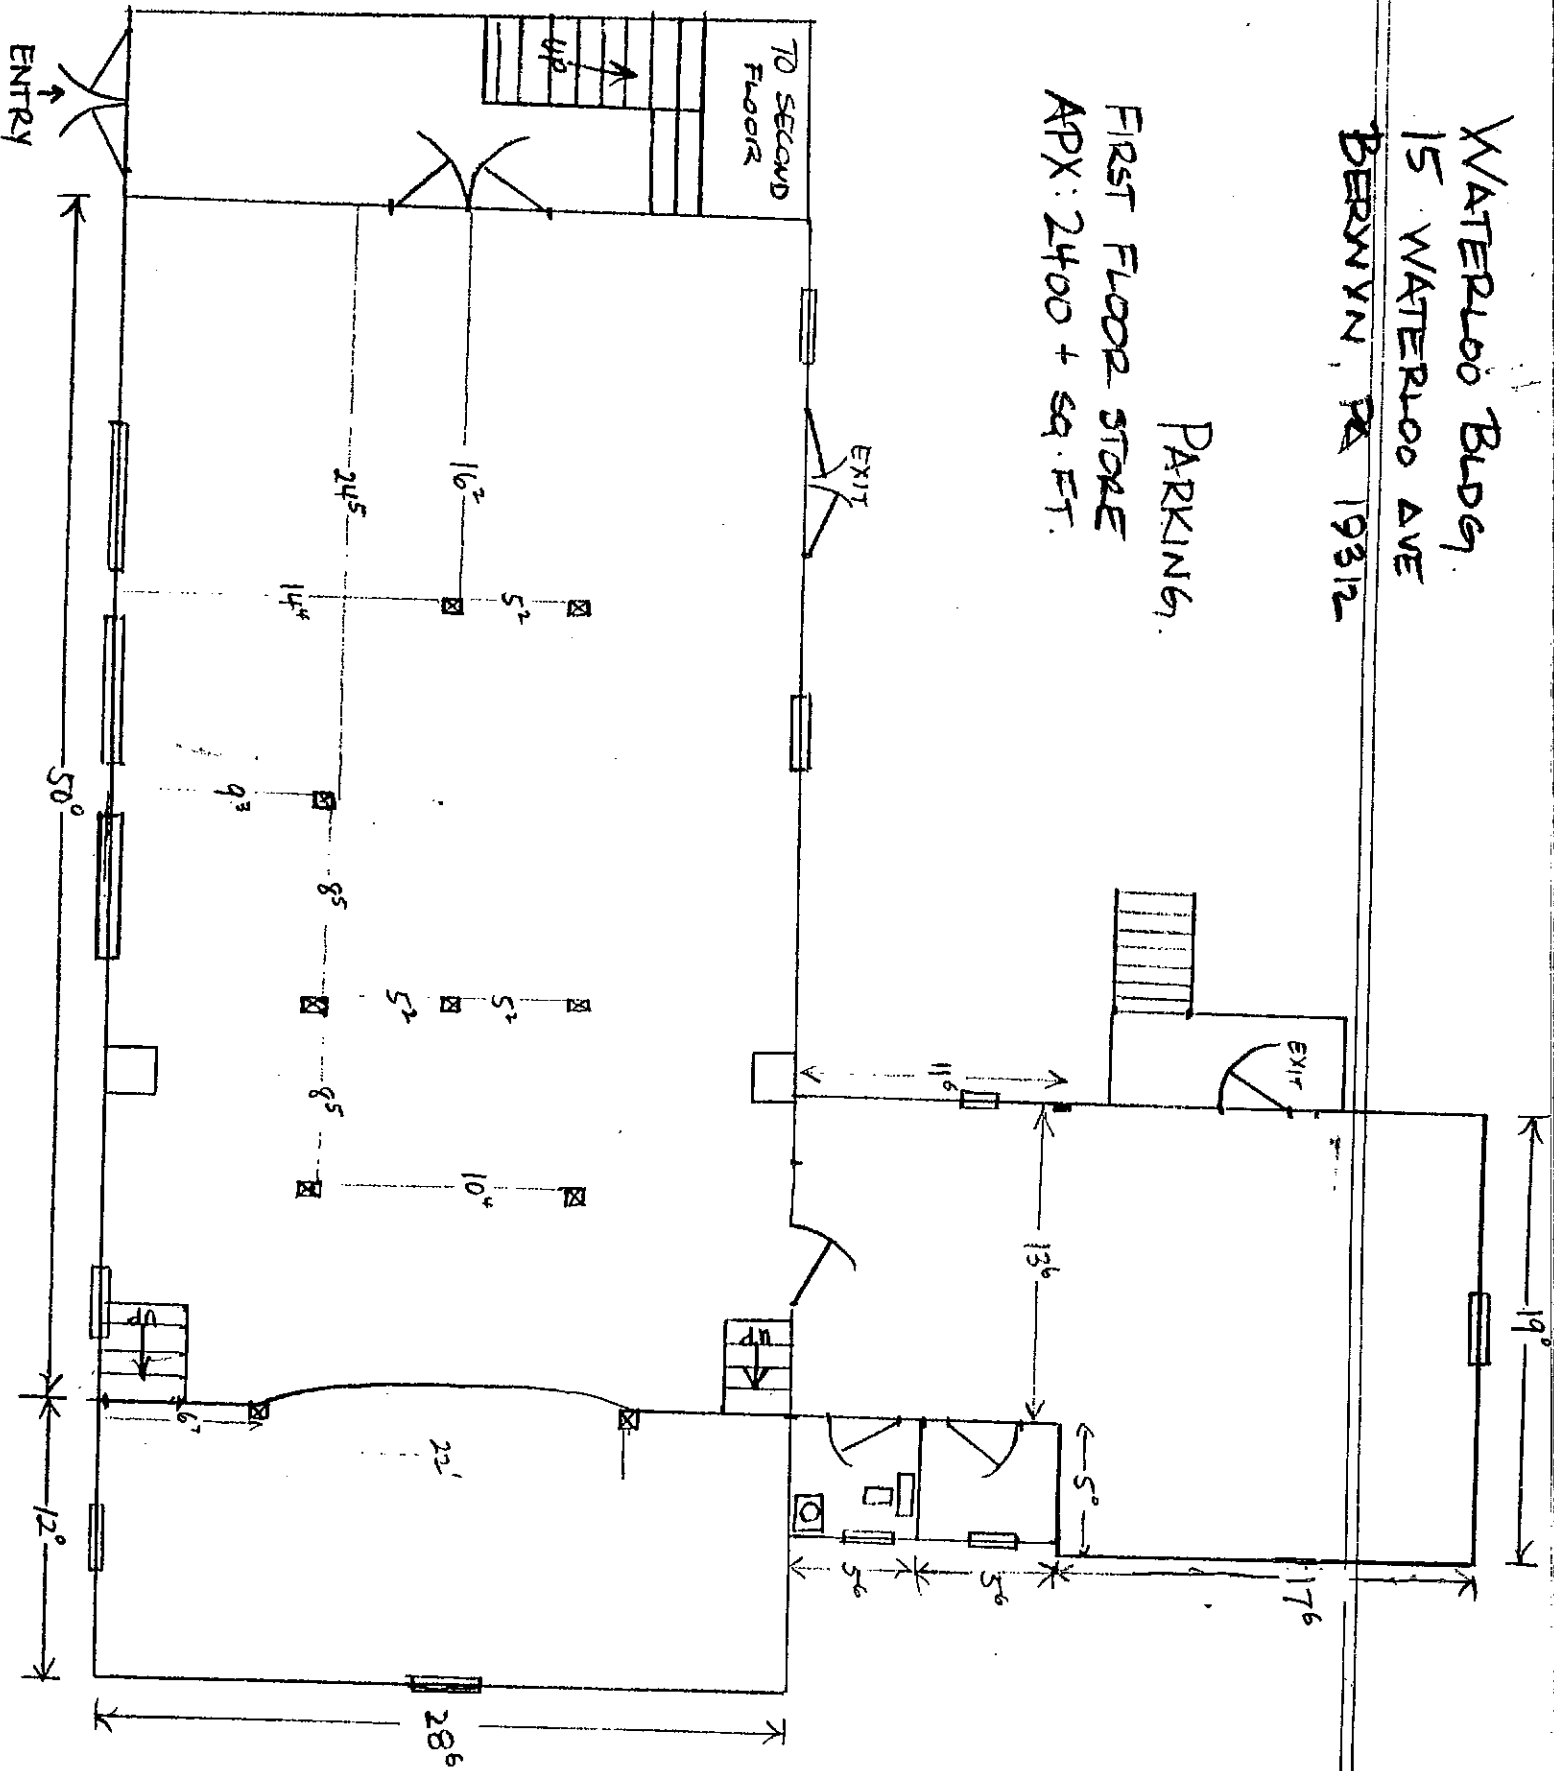 WATERLOO BLDG.
15 WATERLOO AVE
BERWYN, PA 19312
PARKING.
FIRST FLOOR STORE
APX: 2400 + SQ. FT.
TO SECOND
FLOOR
UP
ENTRY
EXIT
16²
24⁵
14⁴
5²
9³
8⁵
5²
5²
8⁵
10⁴
50⁰
11⁶
EXIT
13⁶
19⁰
UP
UP
6⁷
22'
12⁰
5⁰
5⁶
5⁶
17⁶
28⁶